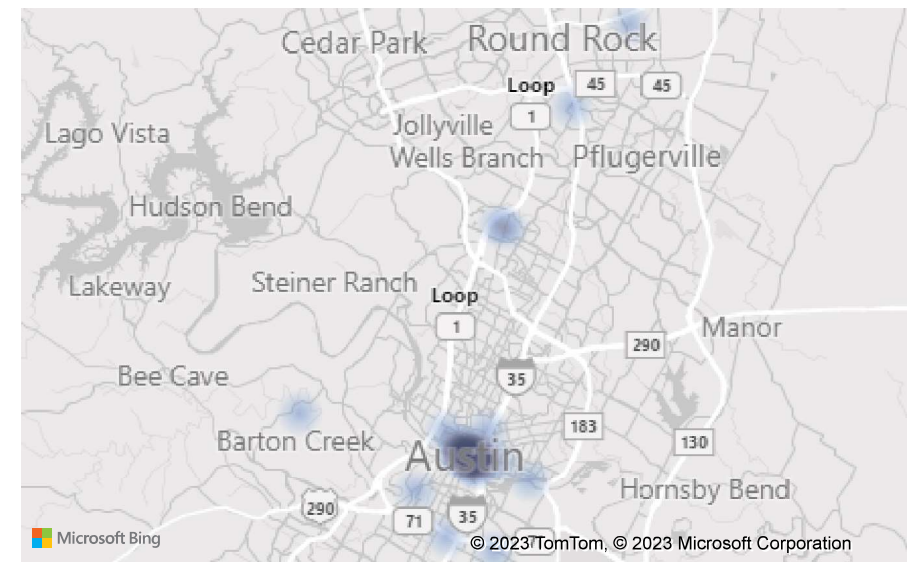 Cedar Park
Round Rock
Loop
45
45
1
Lago Vista
Jollyville
Wells Branch
Pflugerville
Hudson Bend
Lakeway
Steiner Ranch
Loop
1
Manor
290
35
Bee Cave
183
Barton Creek
130
Austin
Hornsby Bend
290
71
35
Microsoft Bing
© 2023 TomTom, © 2023 Microsoft Corporation